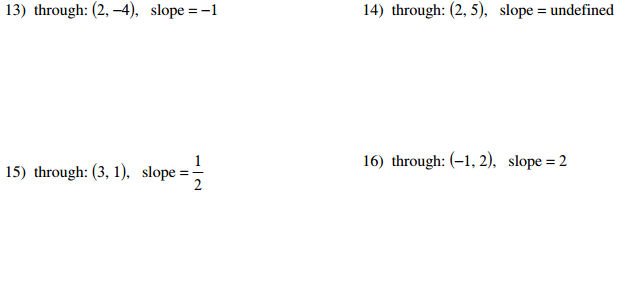 13) through: (2, –4), slope = –1
14) through: (2, 5), slope = undefined
15) through: (3, 1), slope = 1/2
16) through: (–1, 2), slope = 2